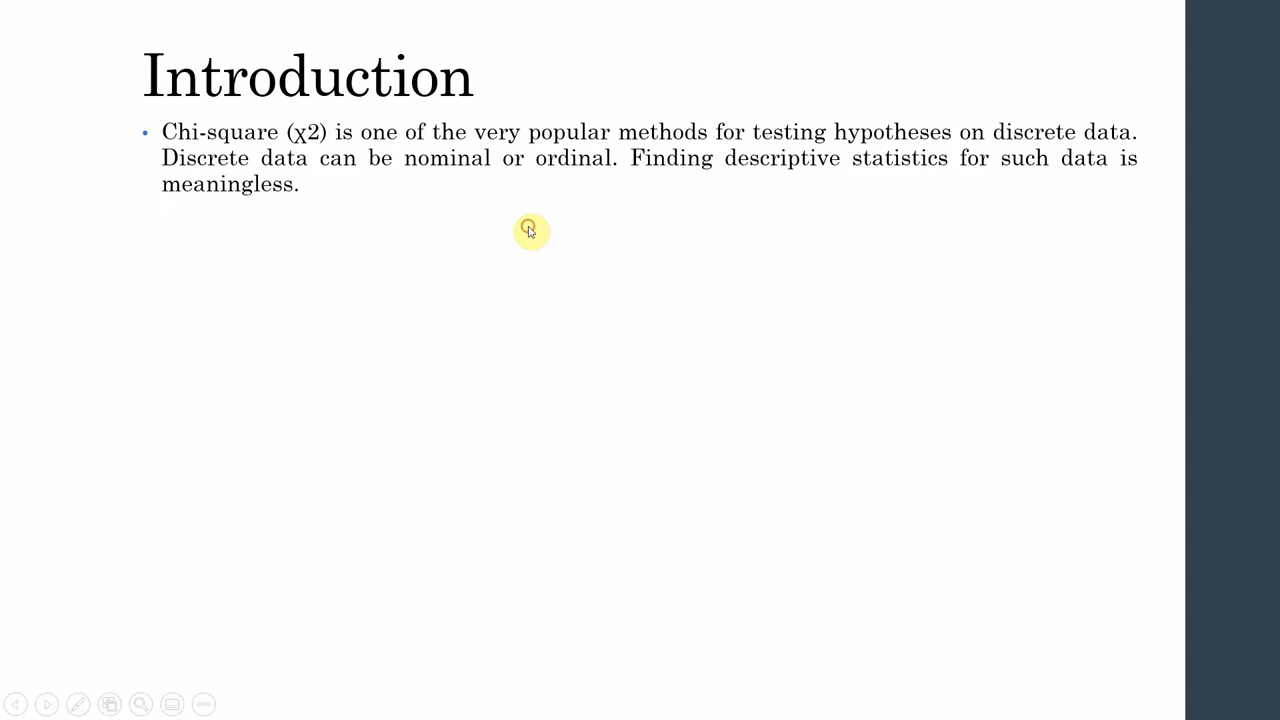 Introduction
• Chi-square (χ2) is one of the very popular methods for testing hypotheses on discrete data.
Discrete data can be nominal or ordinal. Finding descriptive statistics for such data is
meaningless.